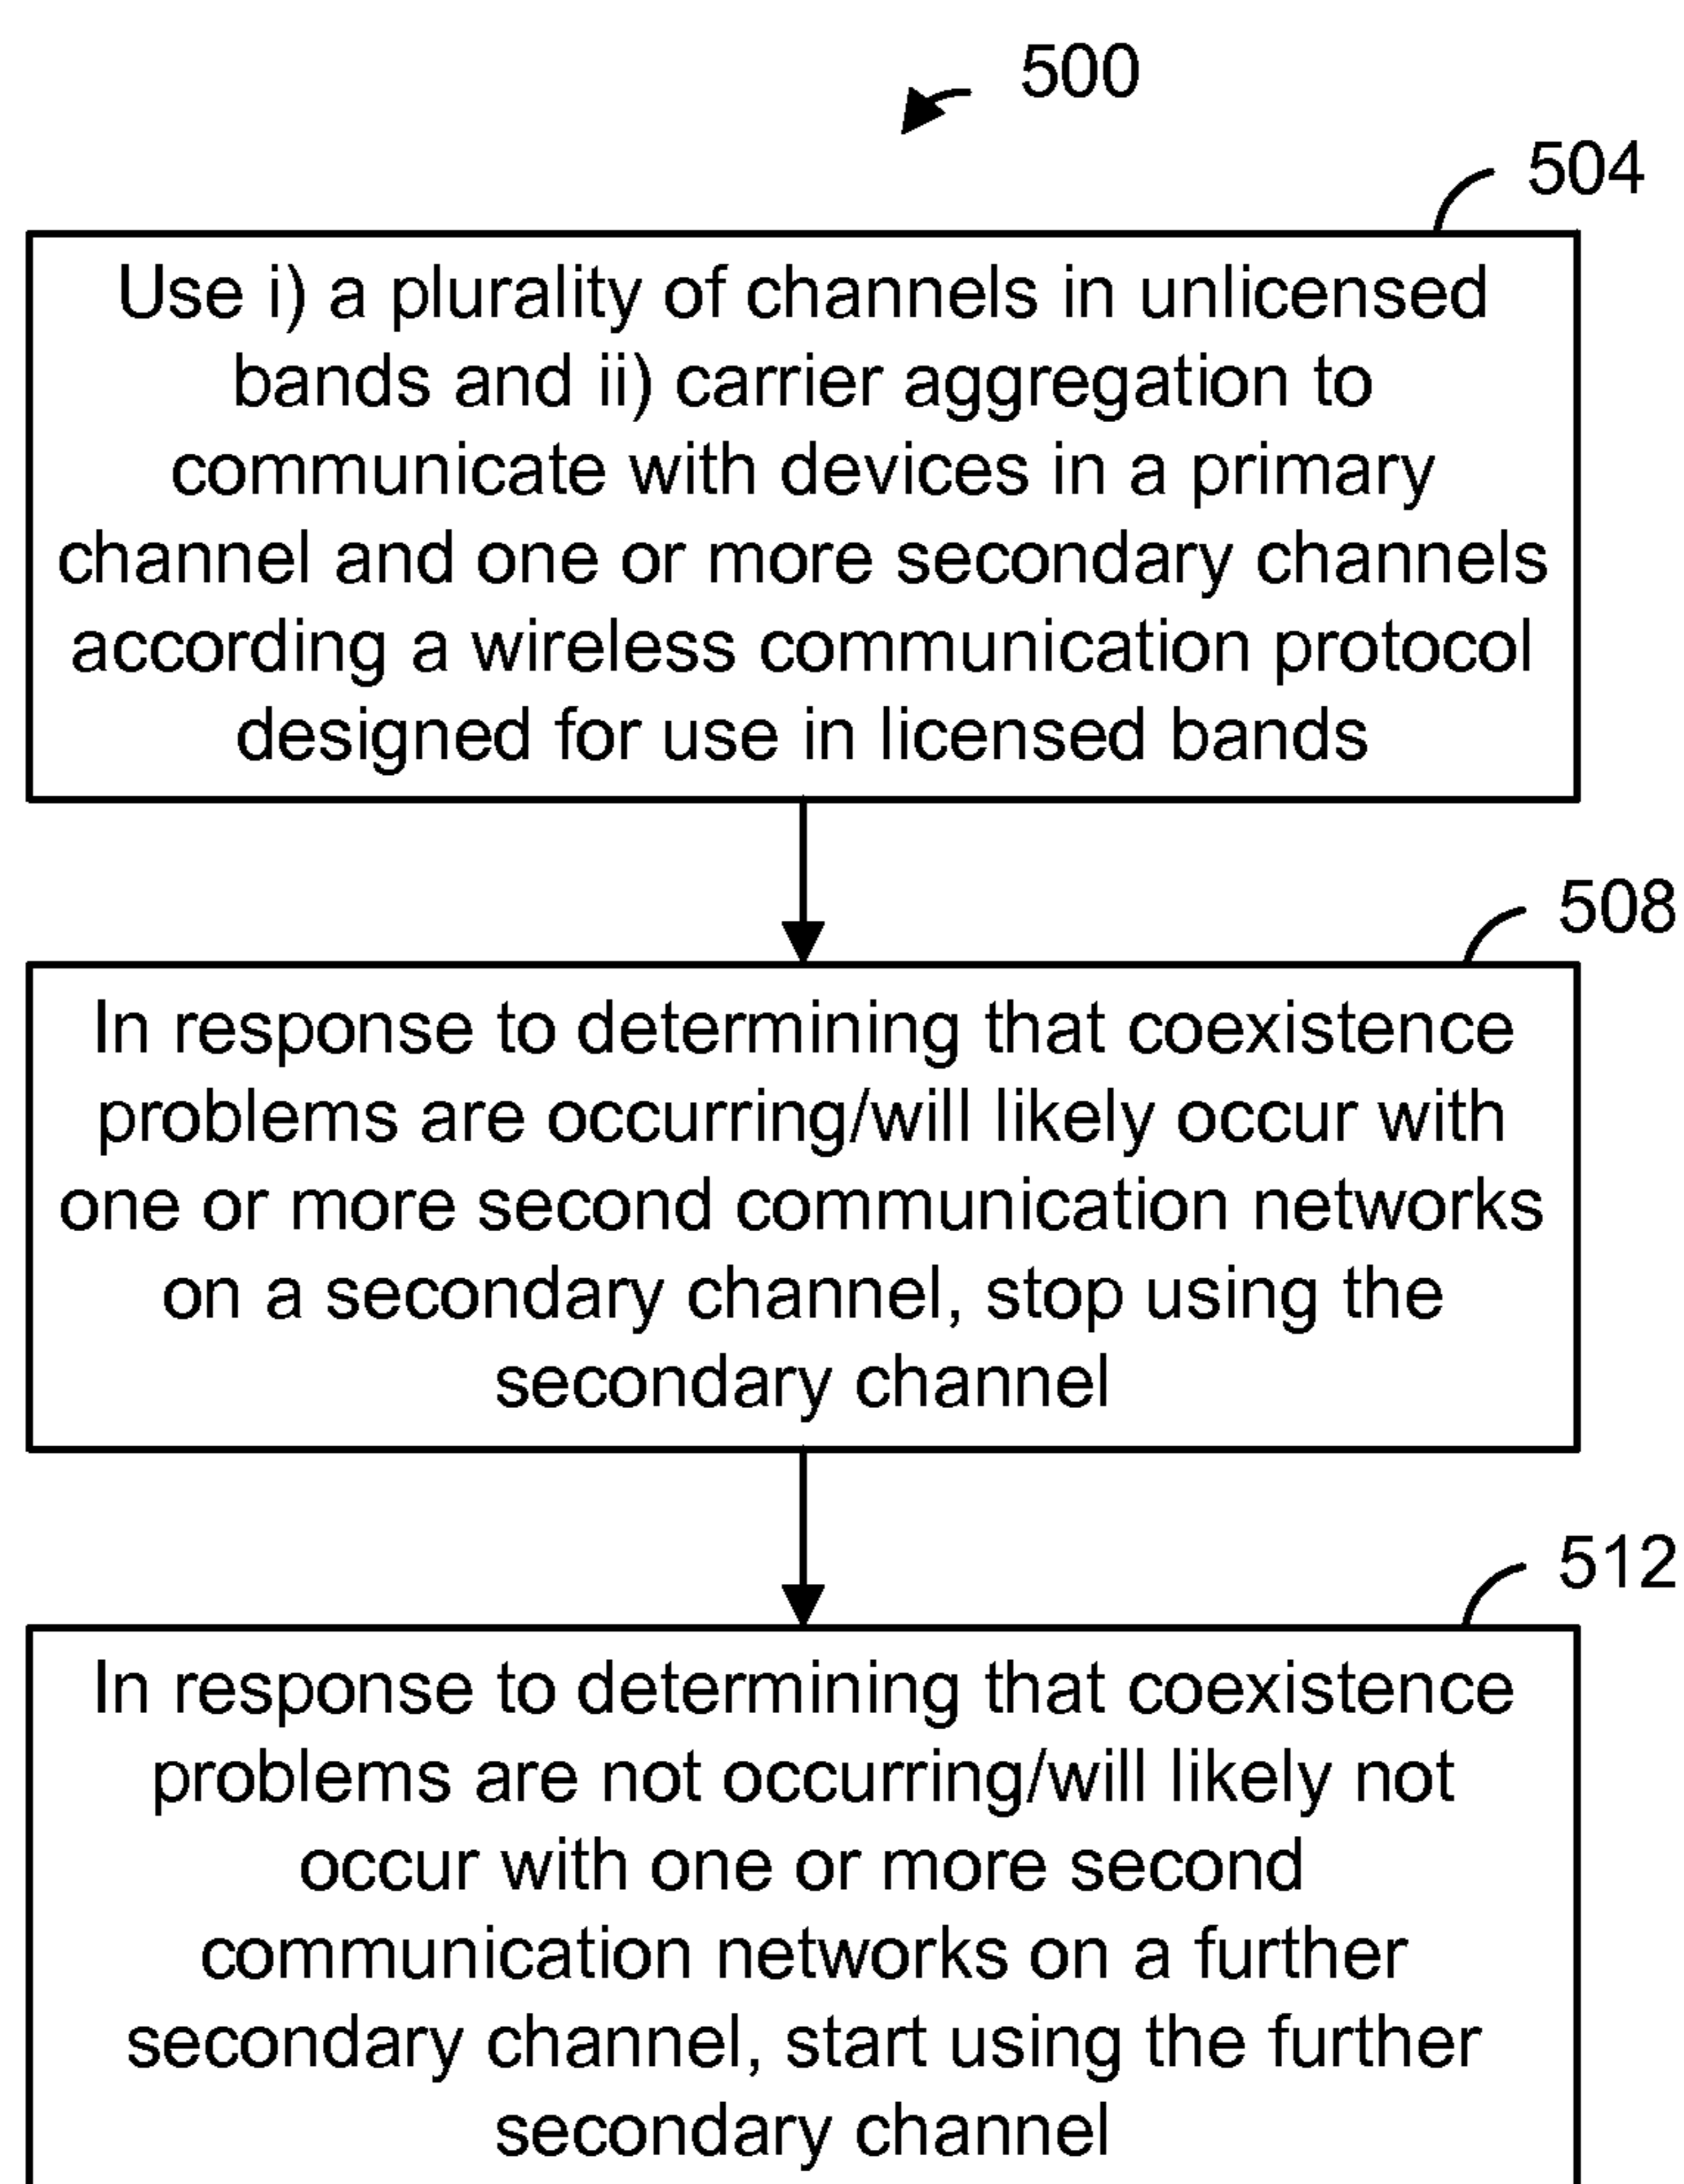 500
504
Use i) a plurality of channels in unlicensed
bands and ii) carrier aggregation to
communicate with devices in a primary
channel and one or more secondary channels
according a wireless communication protocol
designed for use in licensed bands
508
In response to determining that coexistence
problems are occurring/will likely occur with
one or more second communication networks
on a secondary channel, stop using the
secondary channel
512
In response to determining that coexistence
problems are not occurring/will likely not
occur with one or more second
communication networks on a further
secondary channel, start using the further
secondary channel